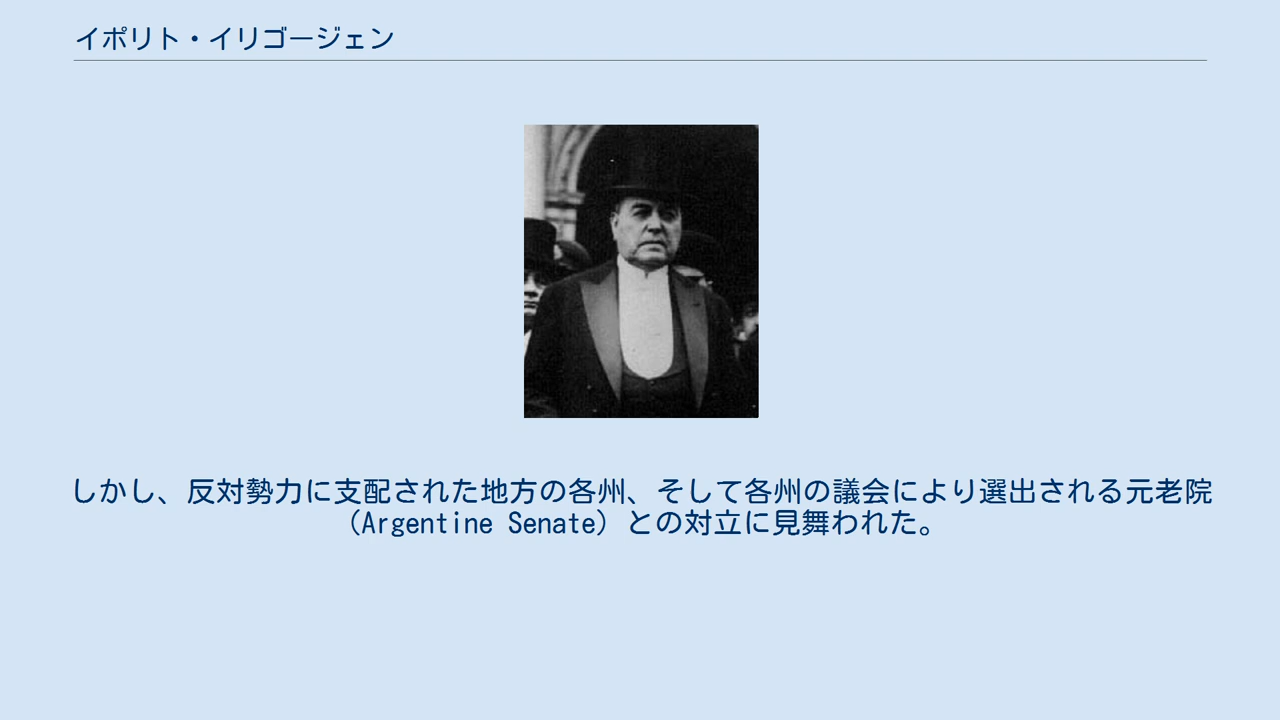 イポリト・イリゴージェン
しかし、反対勢力に支配された地方の各州、そして各州の議会により選出される元老院
(Argentine Senate) との対立に見舞われた。